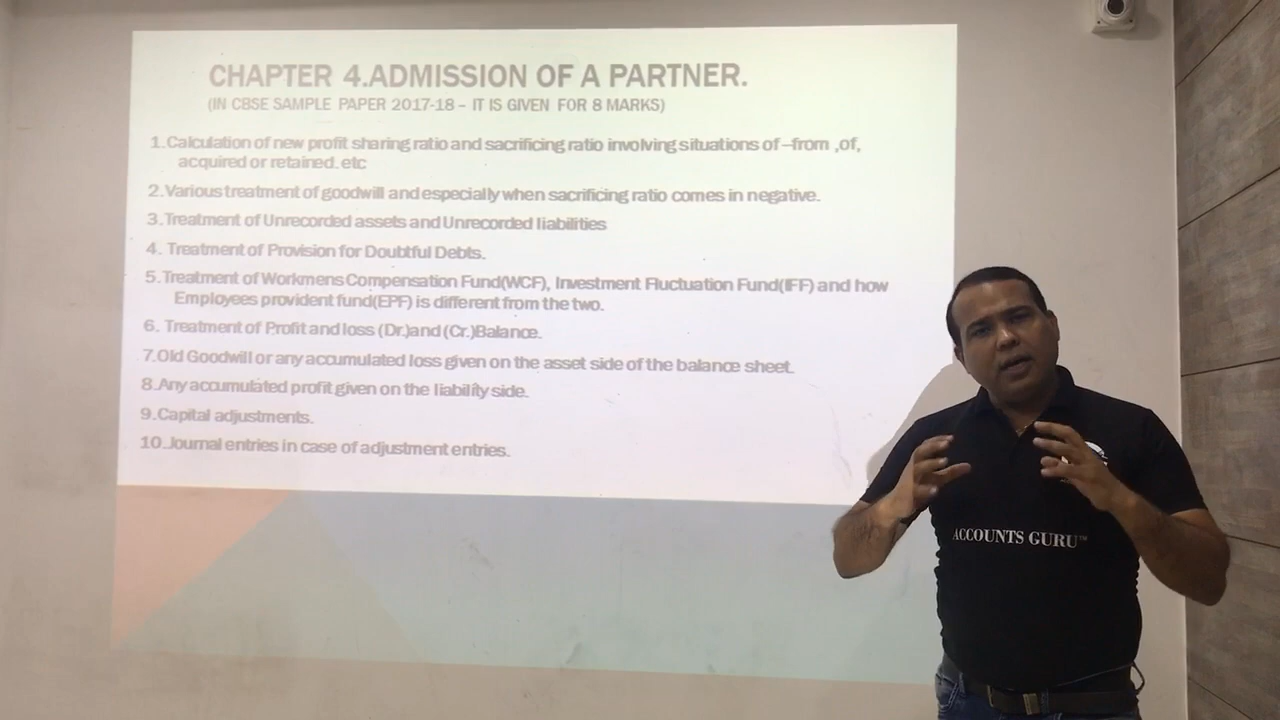 CHAPTER 4.ADMISSION OF A PARTNER.
(IN CBSE SAMPLE PAPER 2017-18 – IT IS GIVEN FOR 8 MARKS)
1.Calculation of new profit sharing ratio and sacrificing ratio involving situations of –from ,of,
acquired or retained. etc
2.Various treatment of goodwill and especially when sacrificing ratio comes in negative.
3.Treatment of Unrecorded assets and Unrecorded liabilities
4. Treatment of Provision for Doubtful Debts.
5.Treatment of Workmens Compensation Fund(WCF), Investment Fluctuation Fund(IFF) and how
Employees provident fund(EPF) is different from the two.
6. Treatment of Profit and loss (Dr.)and (Cr.)Balance.
7.Old Goodwill or any accumulated loss given on the asset side of the balance sheet.
8.Any accumulated profit given on the liability side.
9.Capital adjustments.
10.Journal entries in case of adjustment entries.
ACCOUNTS GURU™